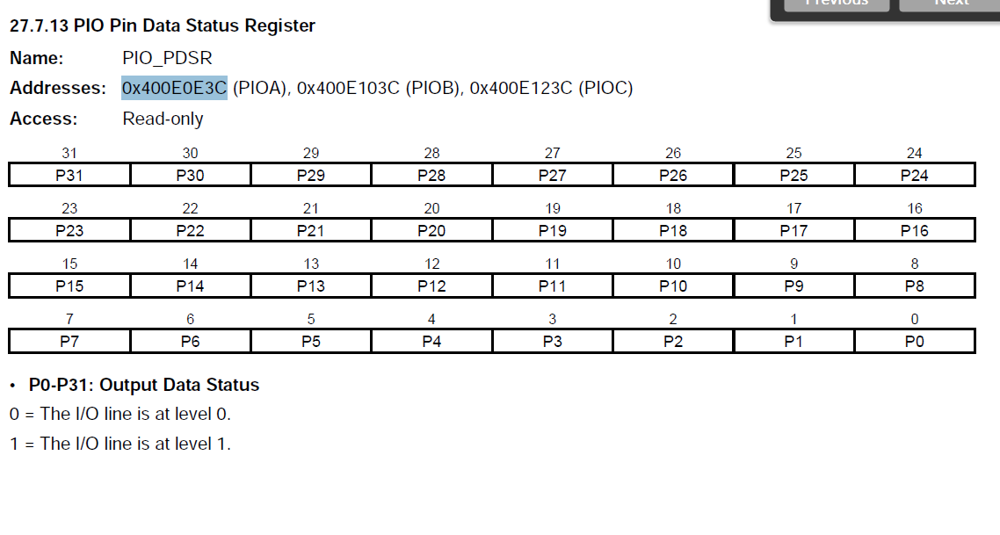 Previous Next
27.7.13 PIO Pin Data Status Register
Name: PIO_PDSR
Addresses: 0x400E0E3C (PIOA), 0x400E103C (PIOB), 0x400E123C (PIOC)
Access: Read-only
31 30 29 28 27 26 25 24
P31 P30 P29 P28 P27 P26 P25 P24
23 22 21 20 19 18 17 16
P23 P22 P21 P20 P19 P18 P17 P16
15 14 13 12 11 10 9 8
P15 P14 P13 P12 P11 P10 P9 P8
7 6 5 4 3 2 1 0
P7 P6 P5 P4 P3 P2 P1 P0
• P0-P31: Output Data Status
0 = The I/O line is at level 0.
1 = The I/O line is at level 1.